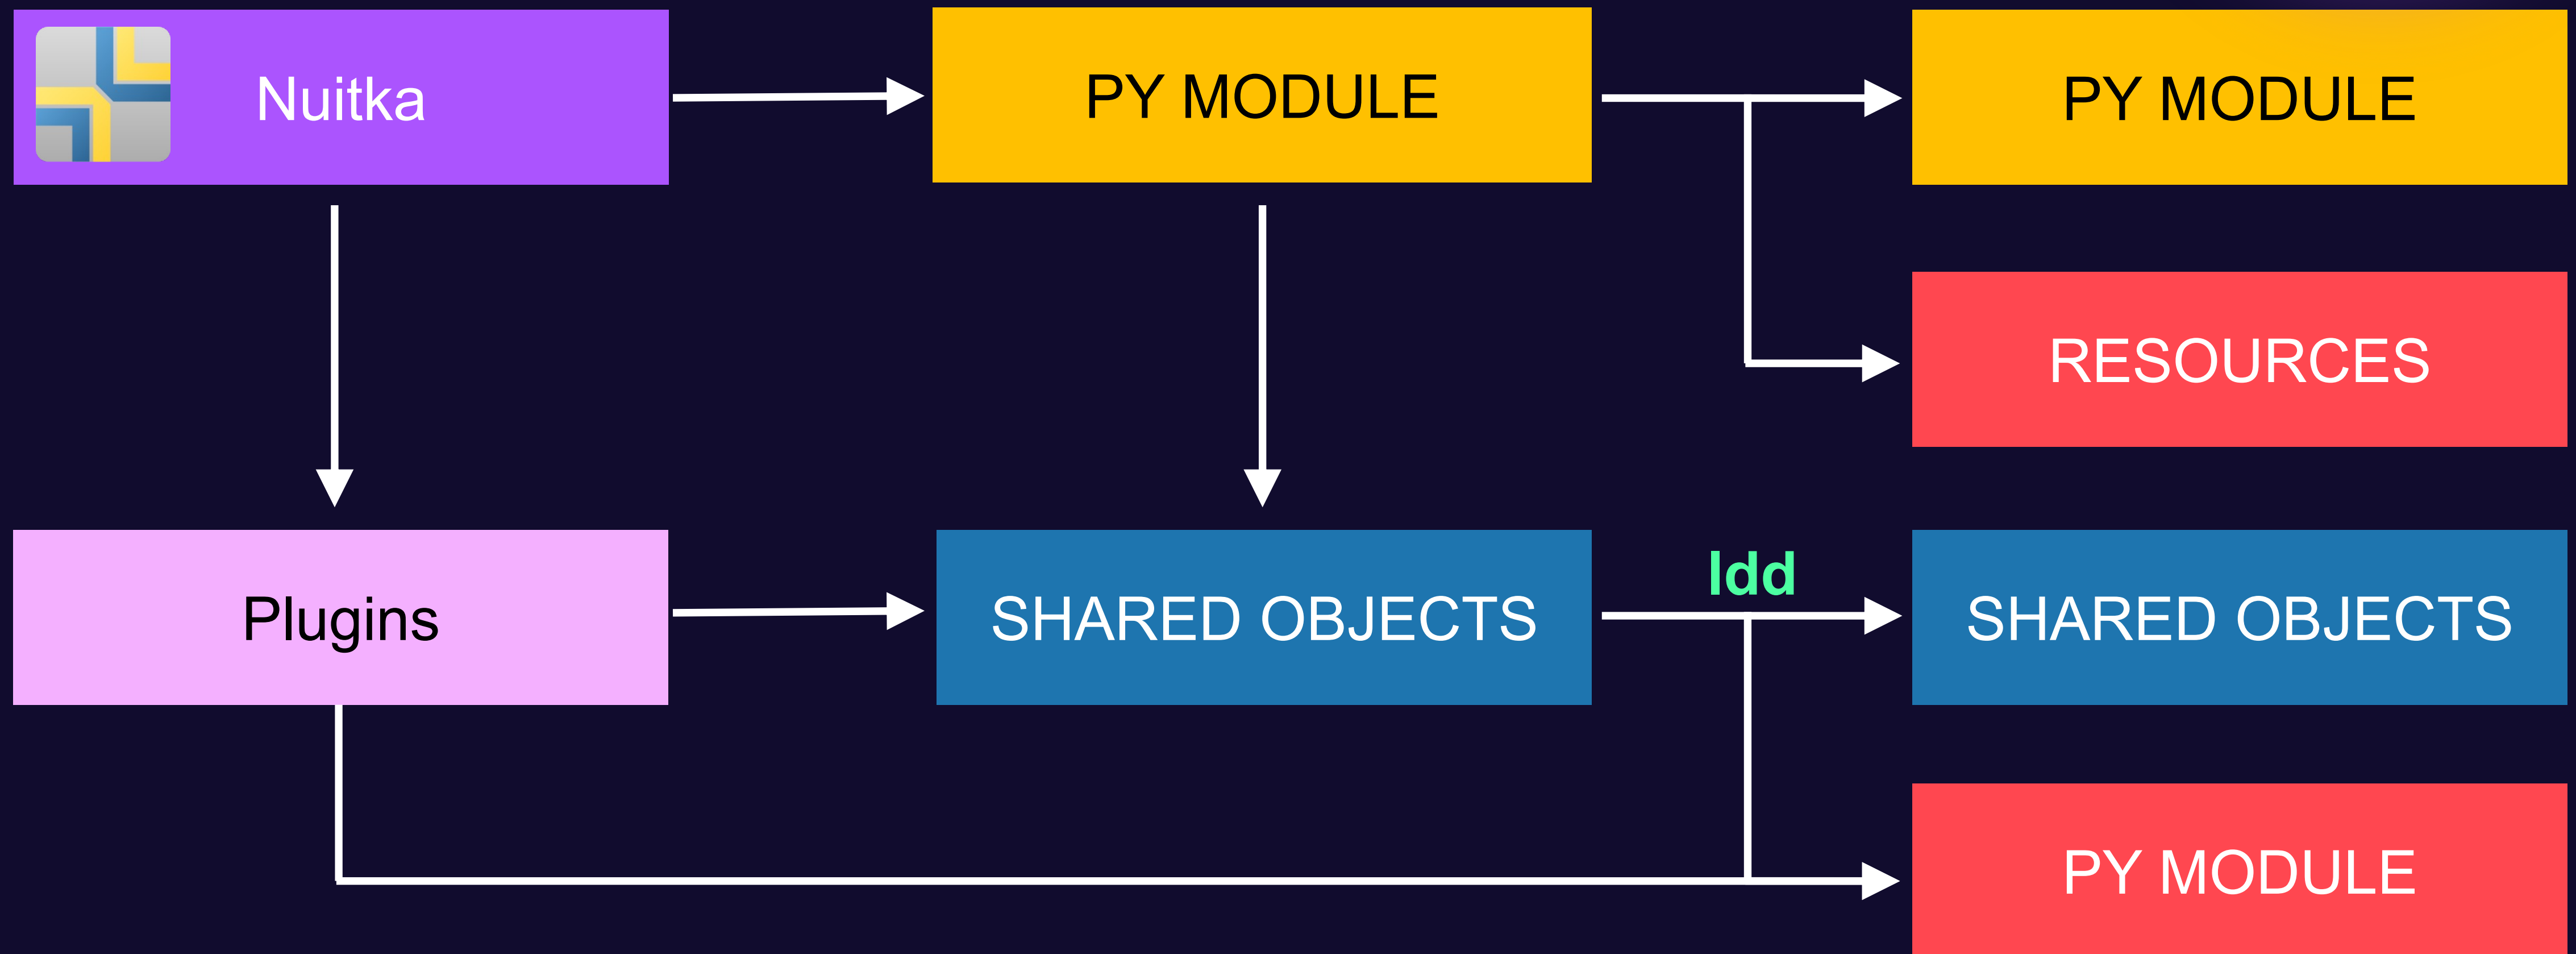 Nuitka
PY MODULE
PY MODULE
RESOURCES
Plugins
SHARED OBJECTS
ldd
SHARED OBJECTS
PY MODULE